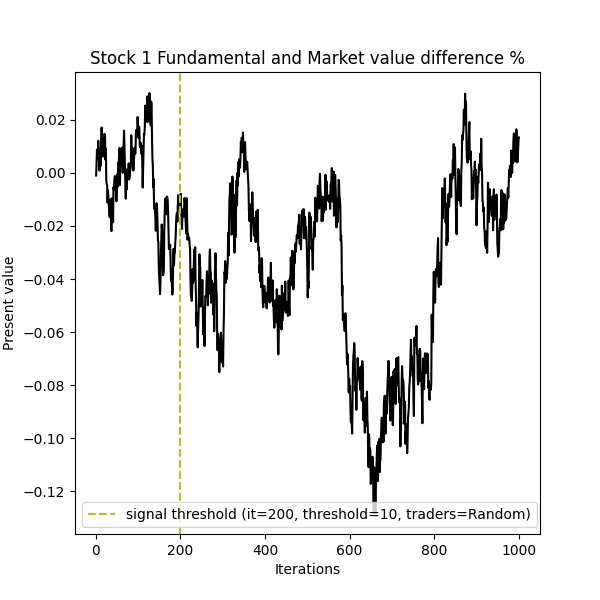 Stock 1 Fundamental and Market value difference %
0.02
0.00
−0.02
−0.04
−0.06
−0.08
−0.10
−0.12
Present value
signal threshold (it=200, threshold=10, traders=Random)
0 200 400 600 800 1000
Iterations